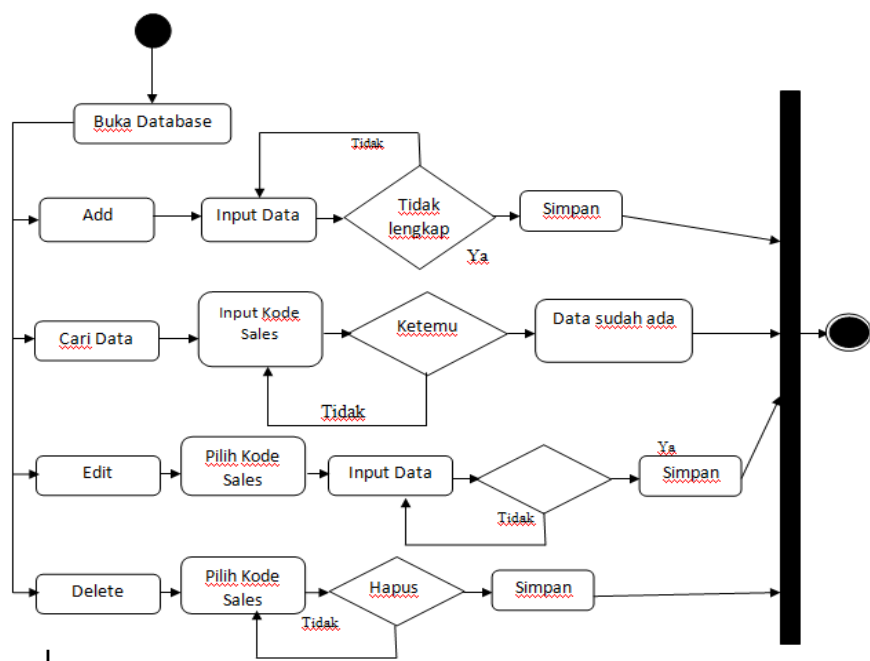 Buka Database
Tidak
Add
Input Data
Tidak
lengkap
Simpan
Ya
Cari Data
Input Kode
Sales
Ketemu
Data sudah ada
Tidak
Edit
Pilih Kode
Sales
Input Data
Ya
Simpan
Tidak
Delete
Pilih Kode
Sales
Hapus
Simpan
Tidak